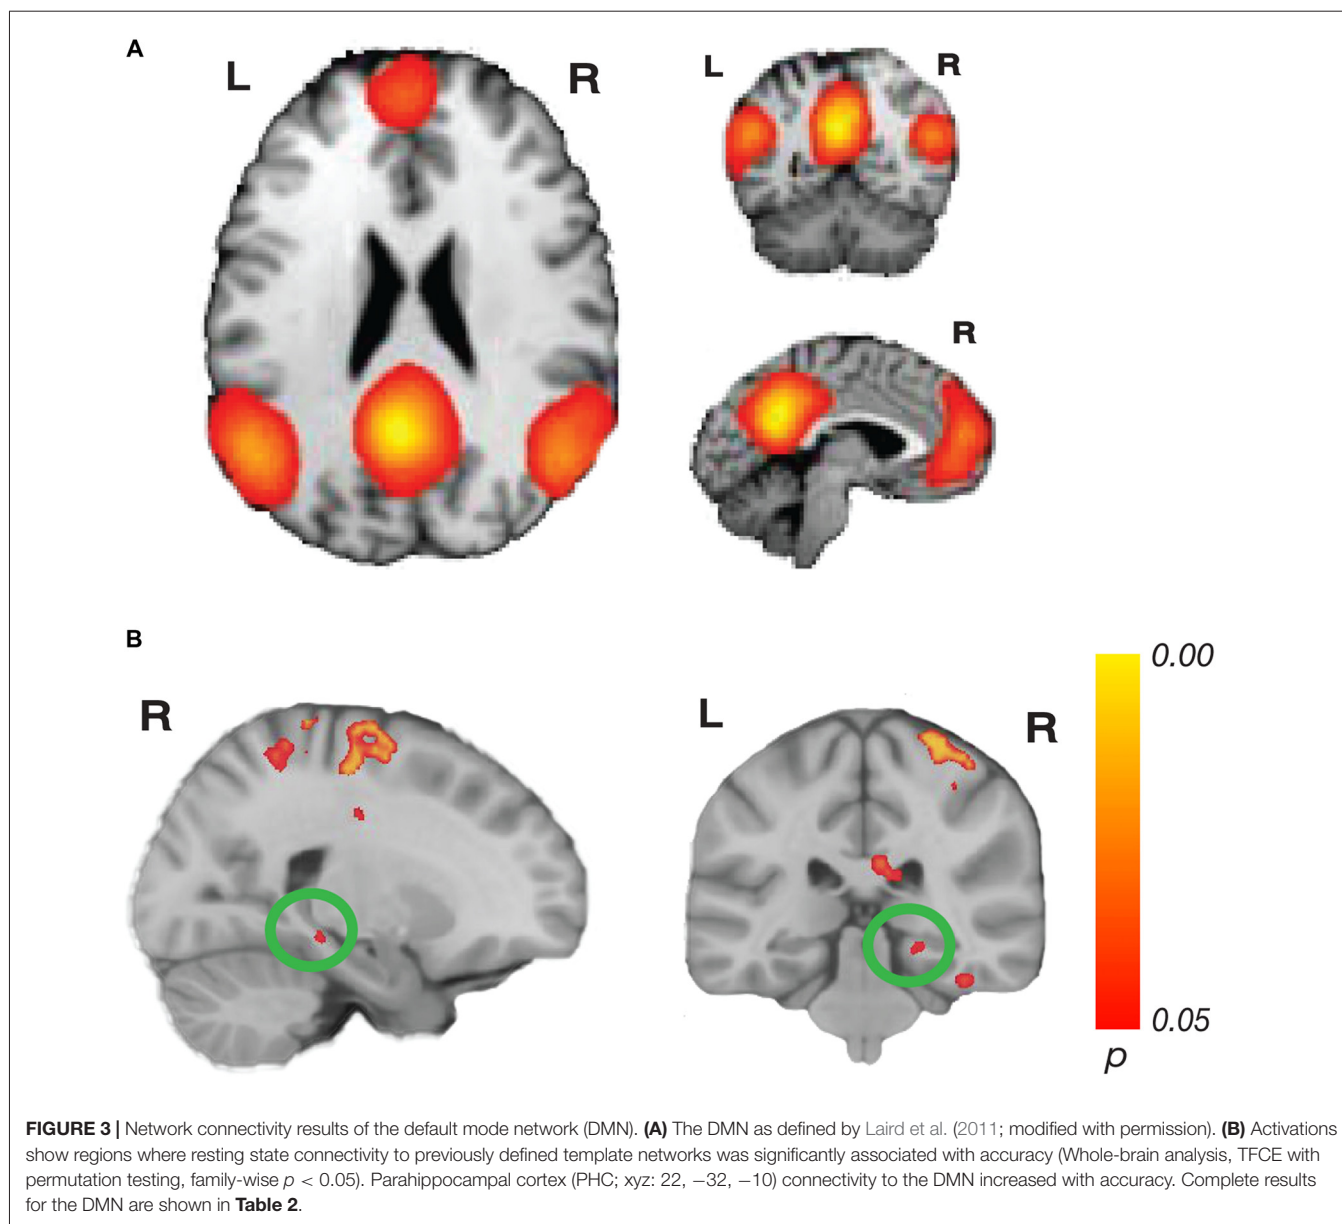 A
L
R
L
R
R
B
R
L
R
0.00
0.05
p
FIGURE 3 | Network connectivity results of the default mode network (DMN). (A) The DMN as defined by Laird et al. (2011; modified with permission). (B) Activations
show regions where resting state connectivity to previously defined template networks was significantly associated with accuracy (Whole-brain analysis, TFCE with
permutation testing, family-wise p < 0.05). Parahippocampal cortex (PHC; xyz: 22, −32, −10) connectivity to the DMN increased with accuracy. Complete results
for the DMN are shown in Table 2.